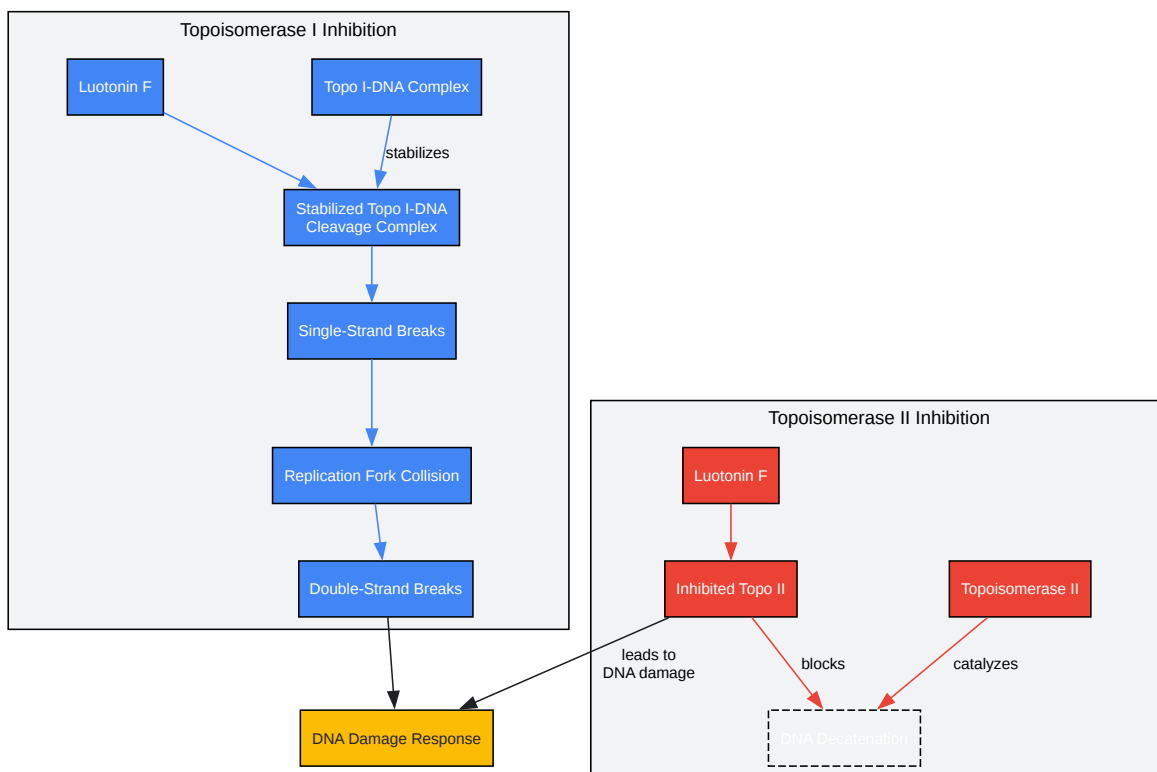 Topoisomerase I Inhibition
Luotonin F
Topo I-DNA Complex
stabilizes
Stabilized Topo I-DNA
Cleavage Complex
Single-Strand Breaks
Replication Fork Collision
Double-Strand Breaks
Topoisomerase II Inhibition
Luotonin F
Inhibited Topo II
Topoisomerase II
leads to
DNA damage
blocks
catalyzes
DNA Damage Response
DNA Decatenation